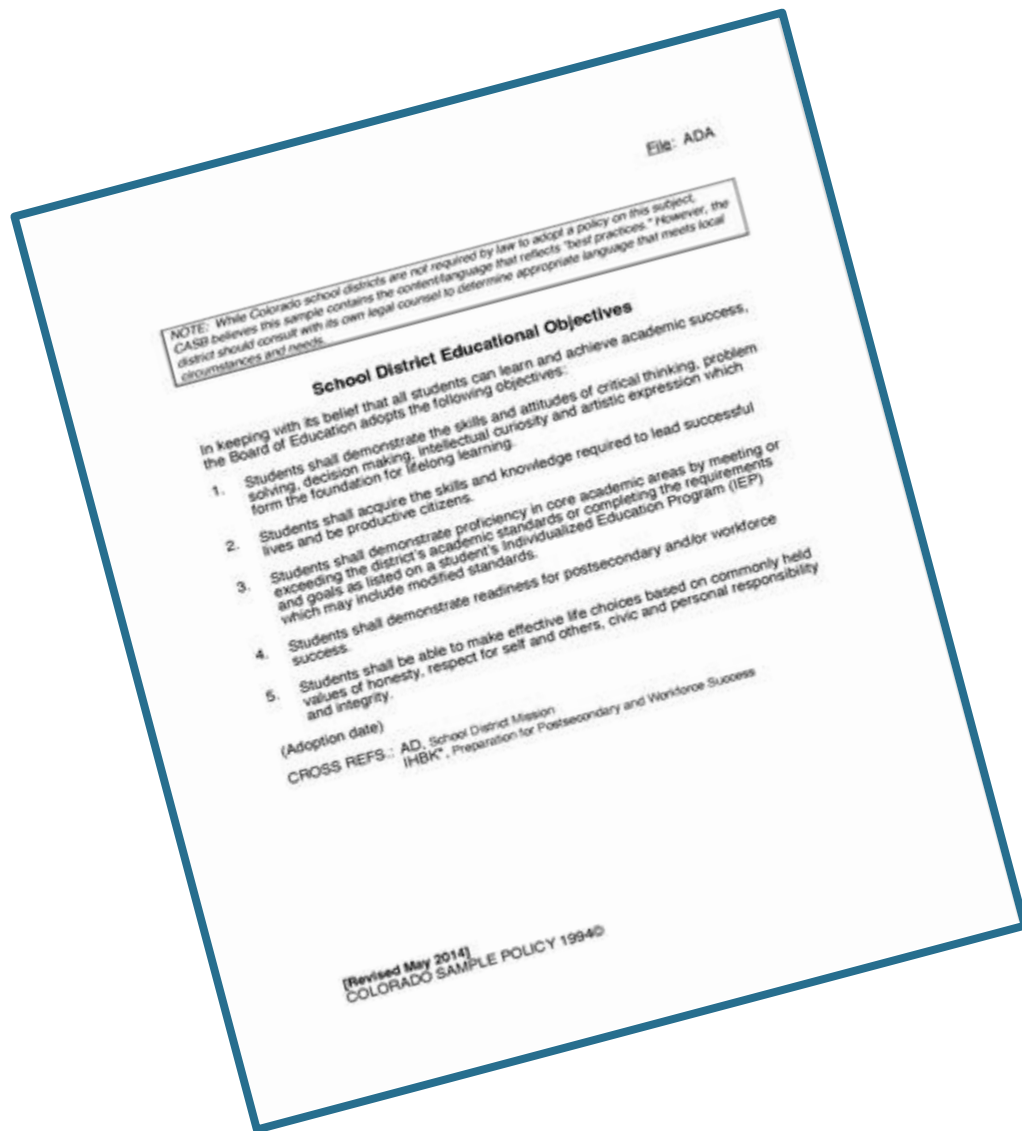 File: ADA
NOTE: While Colorado school districts are not required by law to adopt a policy on this subject,
CASB believes this sample contains the content/language that reflects "best practices." However, the
district should consult with its own legal counsel to determine appropriate language that meets local
circumstances and needs.
School District Educational Objectives
In keeping with its belief that all students can learn and achieve academic success,
the Board of Education adopts the following objectives:
1. Students shall demonstrate the skills and attitudes of critical thinking, problem
solving, decision making, intellectual curiosity and artistic expression which
form the foundation for lifelong learning.
2. Students shall acquire the skills and knowledge required to lead successful
lives and be productive citizens.
3. Students shall demonstrate proficiency in core academic areas by meeting or
exceeding the district's academic standards or completing the requirements
and goals as listed on a student's Individualized Education Program (IEP)
which may include modified standards.
4. Students shall demonstrate readiness for postsecondary and/or workforce
success.
5. Students shall be able to make effective life choices based on commonly held
values of honesty, respect for self and others, civic and personal responsibility
and integrity.
(Adoption date)
CROSS REFS.: AD, School District Mission
IHBK*, Preparation for Postsecondary and Workforce Success
[Revised May 2014]
COLORADO SAMPLE POLICY 1994©